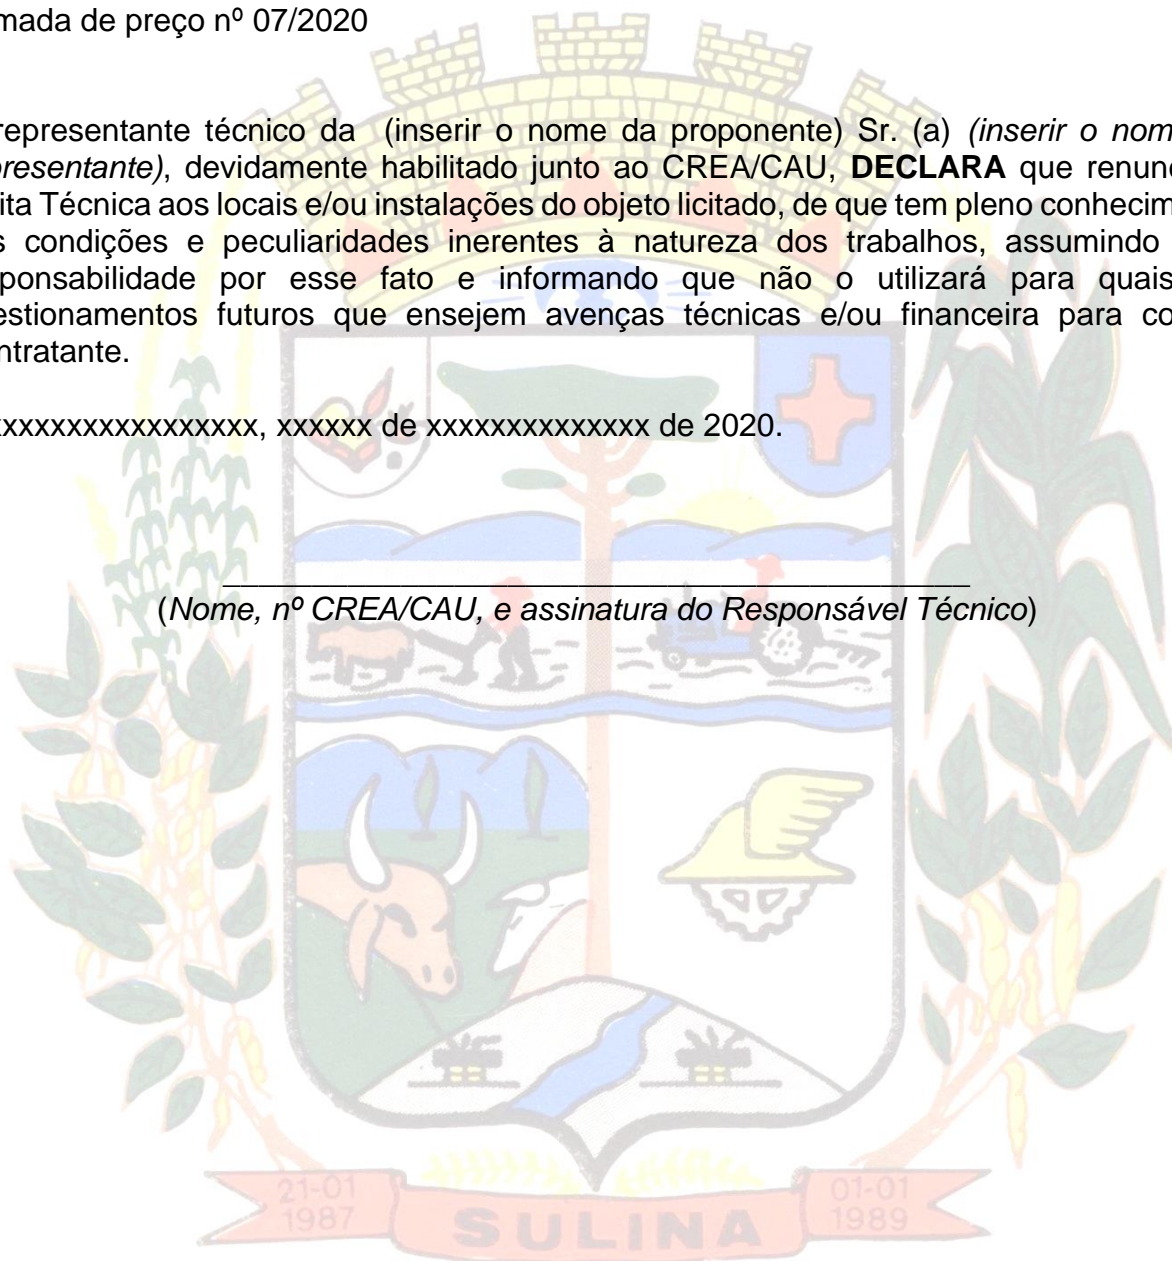 mada de preço nº 07/2020
representante técnico da (inserir o nome da proponente) Sr. (a) (inserir o nom
presentante), devidamente habilitado junto ao CREA/CAU, DECLARA que renunc
ita Técnica aos locais e/ou instalações do objeto licitado, de que tem pleno conhecim
s condições e peculiaridades inerentes à natureza dos trabalhos, assumindo
ponsabilidade por esse fato e informando que não o utilizará para quais
estionamentos futuros que ensejem avenças técnicas e/ou financeira para co
ntratante.
xxxxxxxxxxxxxxxxx, xxxxxx de xxxxxxxxxxxxxx de 2020.
(Nome, nº CREA/CAU, e assinatura do Responsável Técnico)
21-01
1987
SULINA
01-01
1989